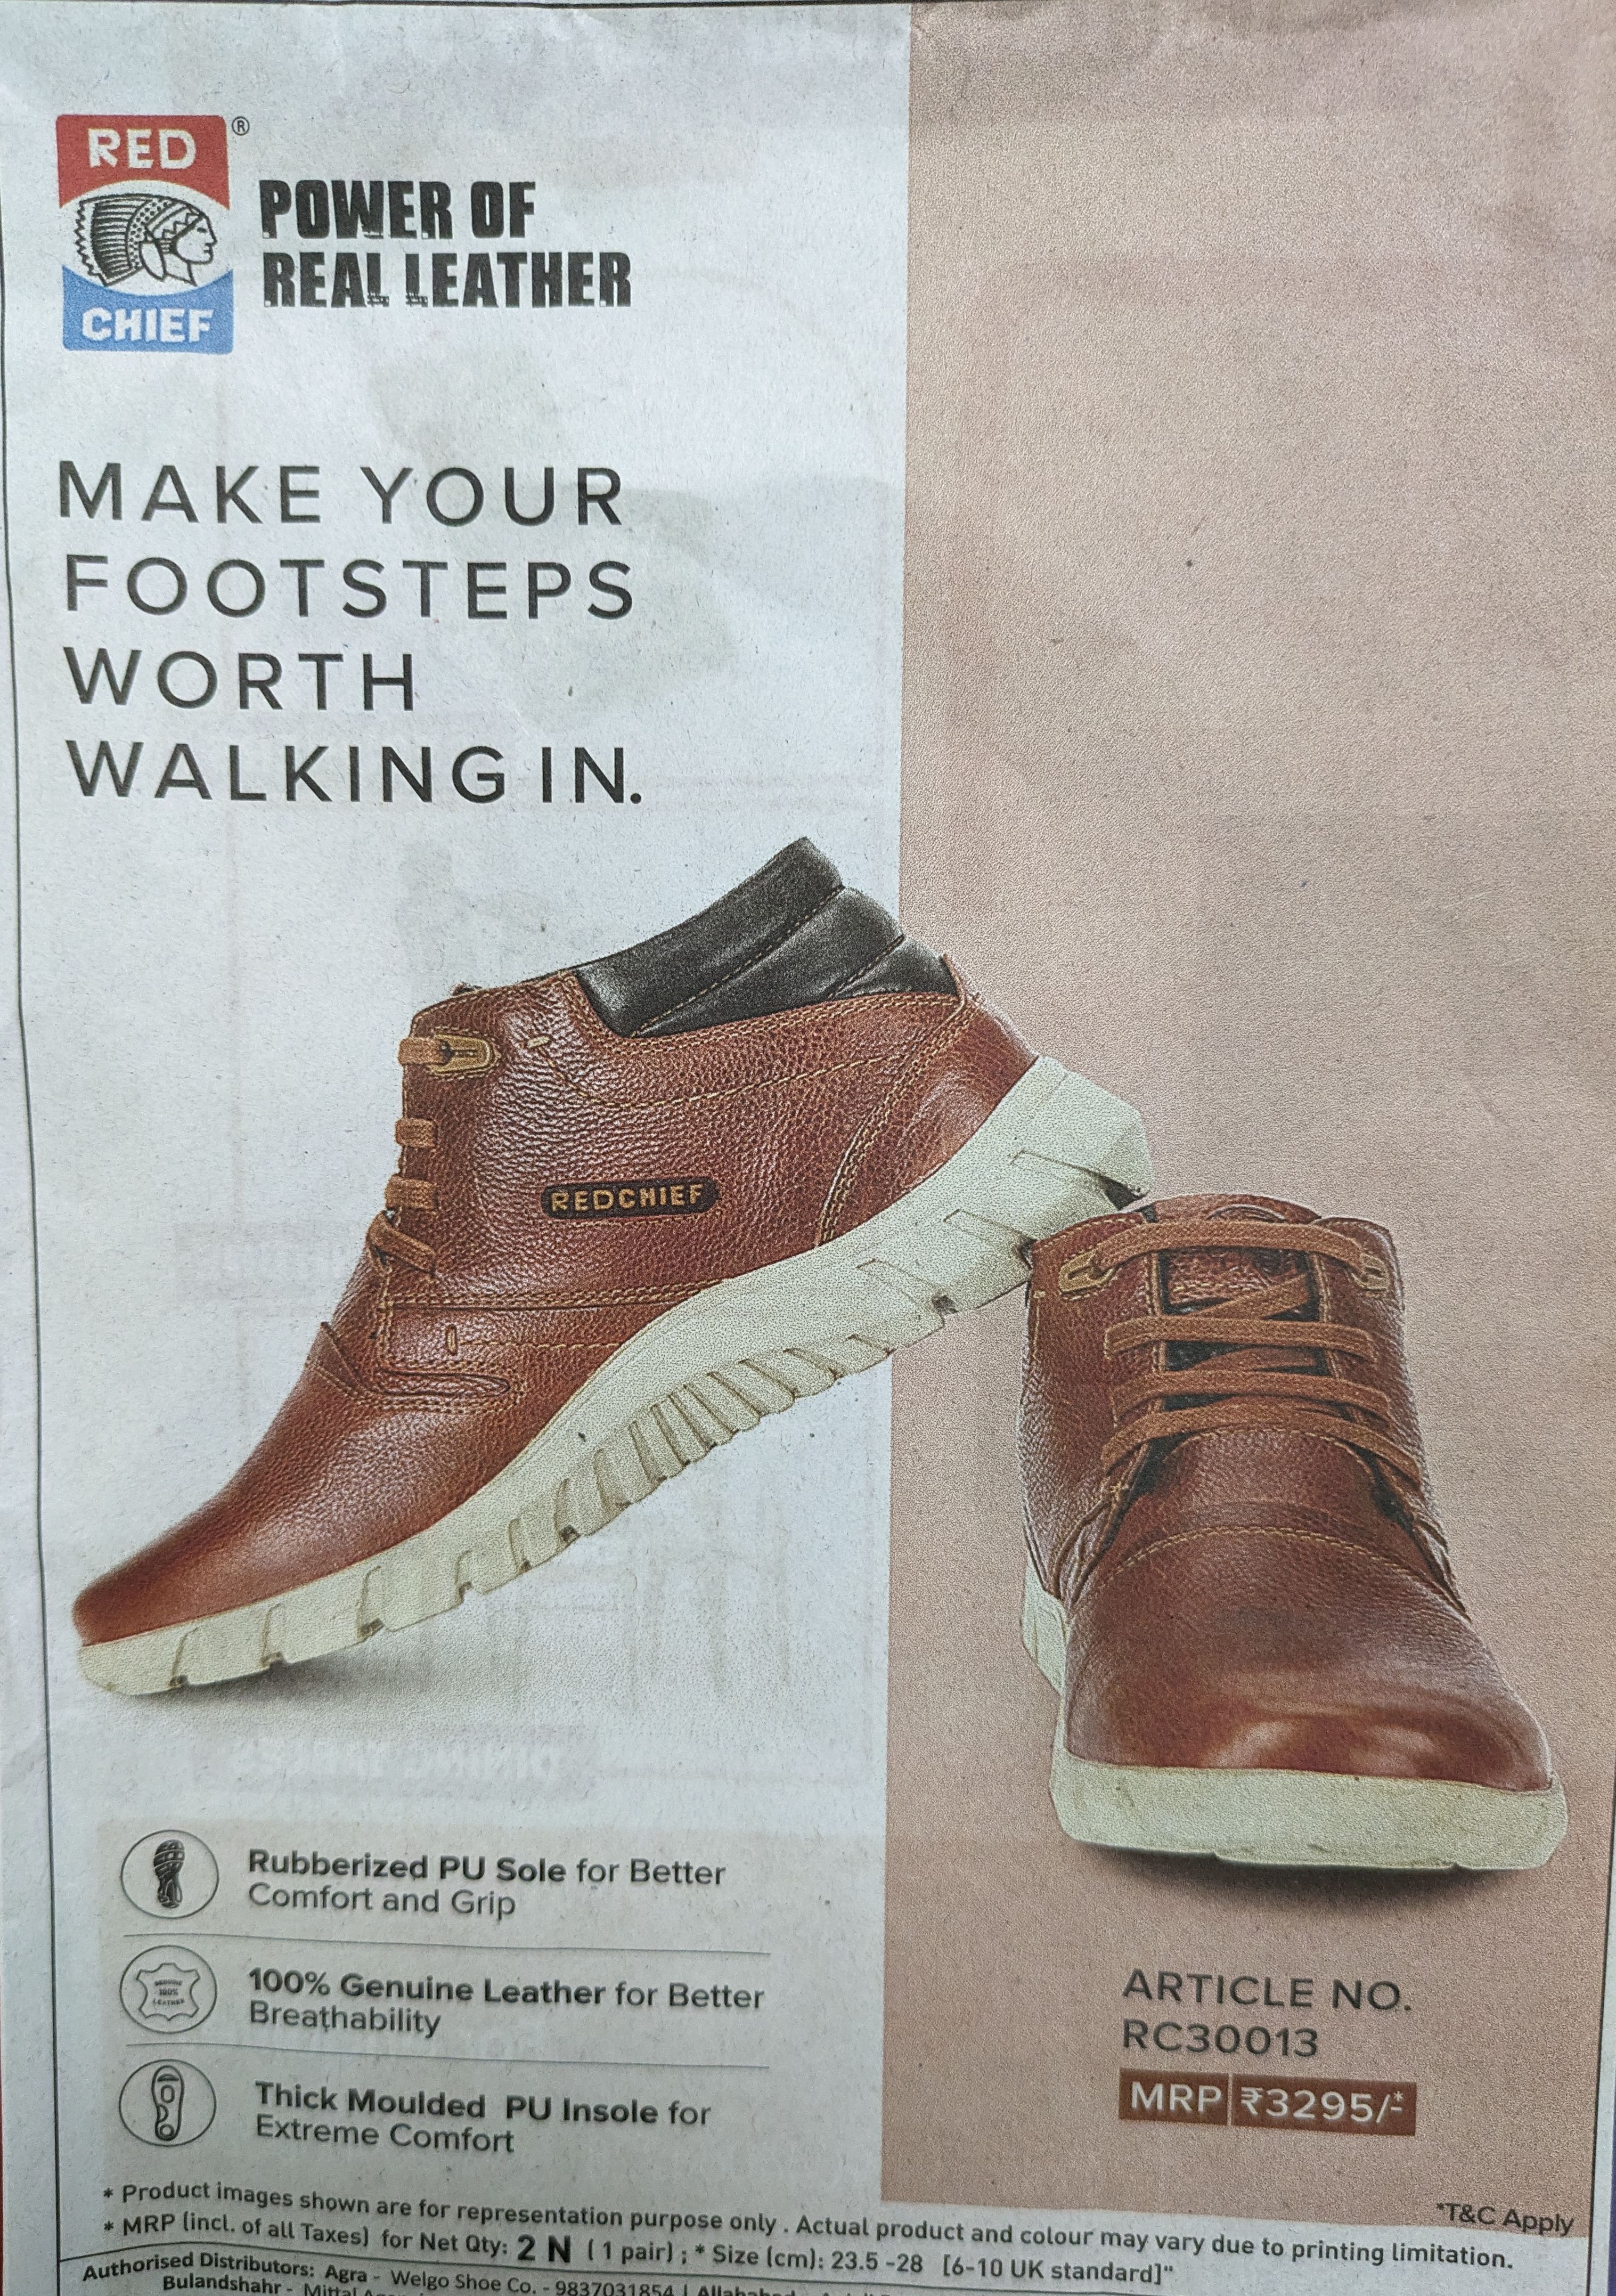 RED
CHIEF
®
POWER OF
REAL LEATHER
MAKE YOUR
FOOTSTEPS
WORTH
WALKING IN.
REDCHIEF
Rubberized PU Sole for Better
Comfort and Grip
100% Genuine Leather for Better
Breathability
100%
LEATHER
Thick Moulded PU Insole for
Extreme Comfort
ARTICLE NO.
RC30013
MRP ₹3295/-*
*T&C Apply
* Product images shown are for representation purpose only . Actual product and colour may vary due to printing limitation.
* MRP (incl. of all Taxes) for Net Qty: 2 N ( 1 pair) ; * Size (cm): 23.5 -28 [6-10 UK standard]"
Authorised Distributors: Agra - Welgo Shoe Co. - 9837031854 | Allahabad -
Bulandshahr - Mittal